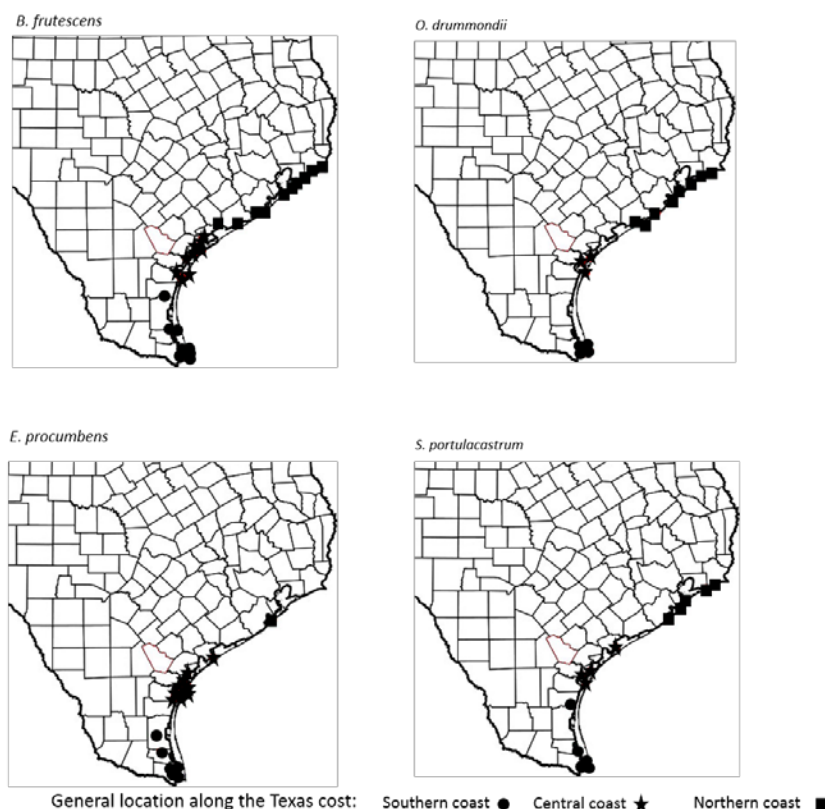 B. frutescens
O. drummondii
E. procumbens
S. portulacastrum
General location along the Texas cost: Southern coast Central coast Northern coast